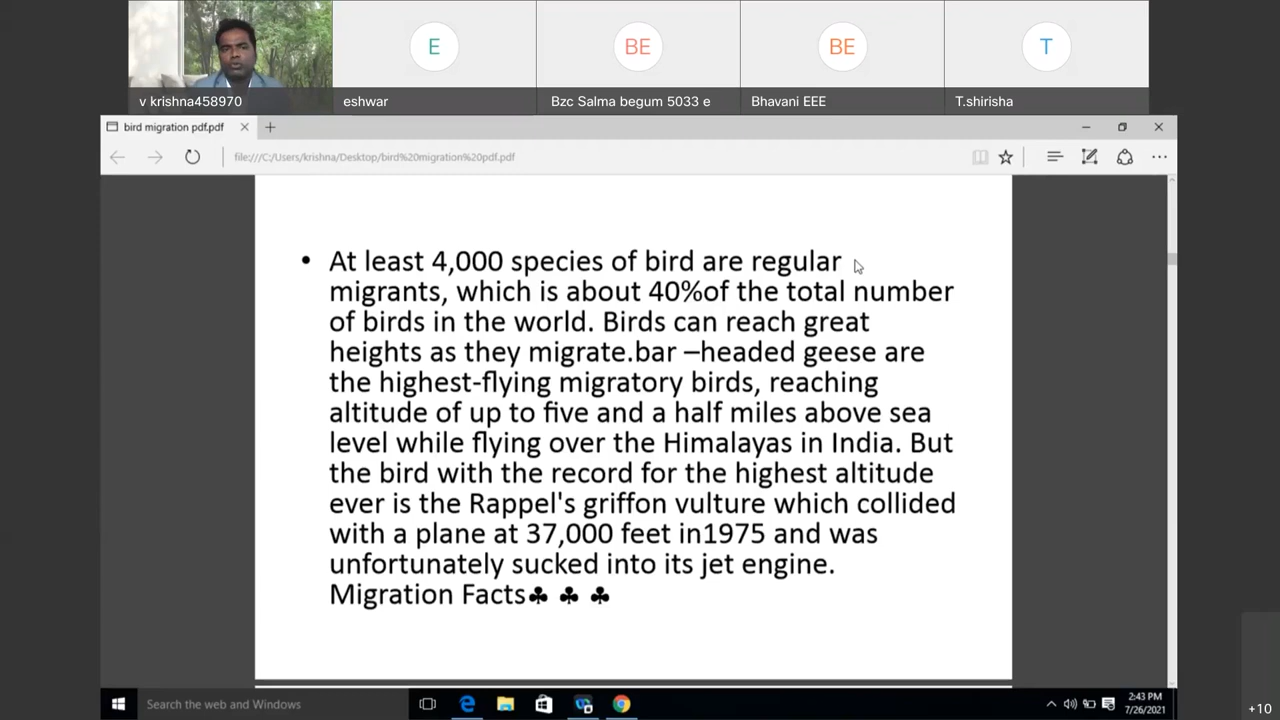 E
BE
BE
T
v krishna458970
eshwar
Bzc Salma begum 5033 e
Bhavani EEE
T.shirisha
bird migration pdf.pdf
file:///C:/Users/krishna/Desktop/bird%20migration%20pdf.pdf
• At least 4,000 species of bird are regular
migrants, which is about 40%of the total number
of birds in the world. Birds can reach great
heights as they migrate.bar –headed geese are
the highest-flying migratory birds, reaching
altitude of up to five and a half miles above sea
level while flying over the Himalayas in India. But
the bird with the record for the highest altitude
ever is the Rappel's griffon vulture which collided
with a plane at 37,000 feet in1975 and was
unfortunately sucked into its jet engine.
Migration Facts♣ ♣ ♣
Search the web and Windows
2:43 PM
7/26/2021
+10